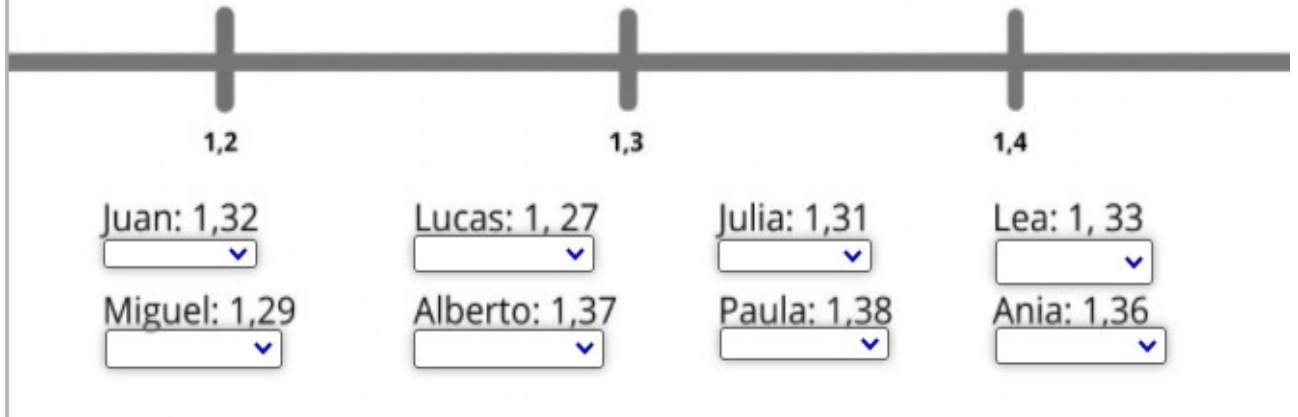 1,2 1,3 1,4
Juan: 1,32 Lucas: 1, 27 Julia: 1,31 Lea: 1, 33
Miguel: 1,29 Alberto: 1,37 Paula: 1,38 Ania: 1,36